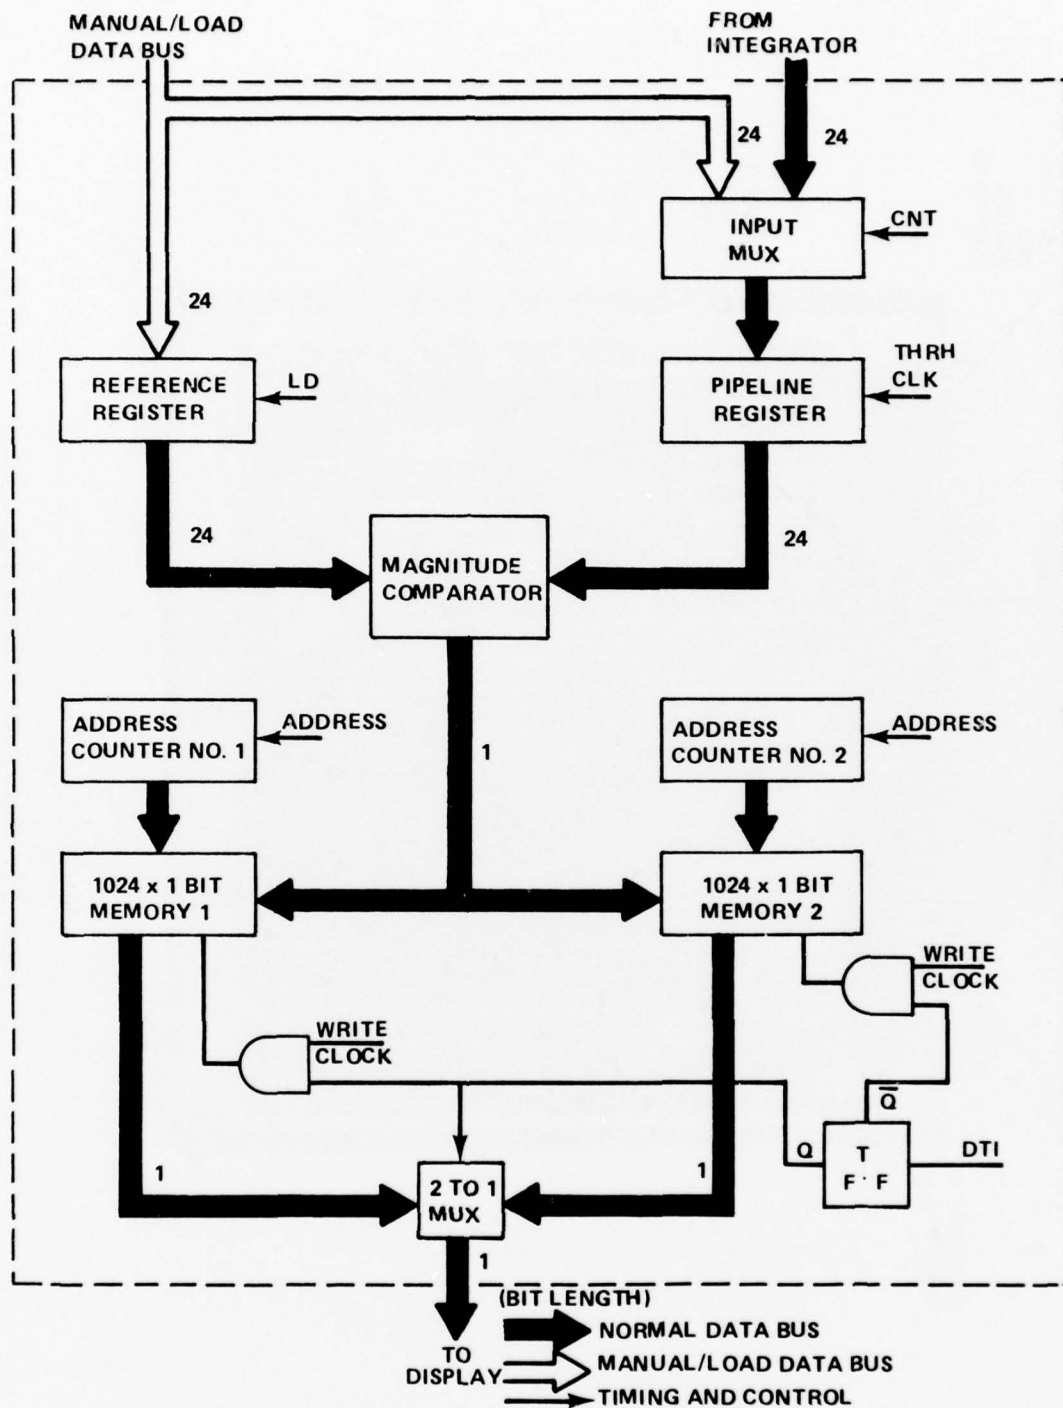 MANUAL/LOAD
DATA BUS
FROM
INTEGRATOR
24
24
INPUT
MUX
CNT
24
REFERENCE
REGISTER
LD
PIPELINE
REGISTER
THRH
CLK
24
24
MAGNITUDE
COMPARATOR
ADDRESS
COUNTER NO. 1
ADDRESS
1
ADDRESS
COUNTER NO. 2
ADDRESS
1024 x 1 BIT
MEMORY 1
1024 x 1 BIT
MEMORY 2
WRITE
CLOCK
WRITE
CLOCK
Q̅
Q
T
F·F
DTI
1
1
2 TO 1
MUX
1
(BIT LENGTH)
NORMAL DATA BUS
TO
DISPLAY
MANUAL/LOAD DATA BUS
TIMING AND CONTROL